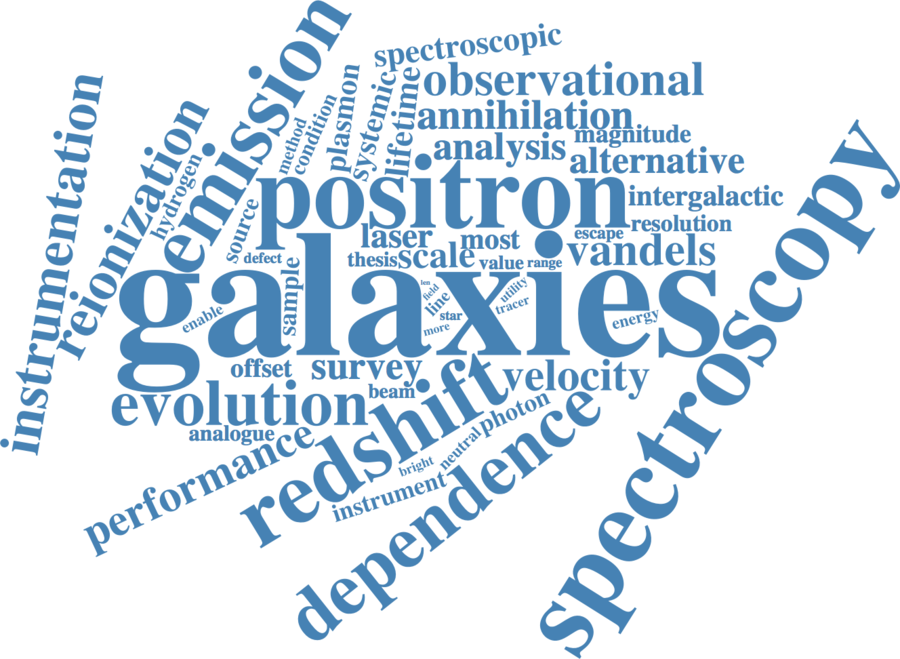 emission
spectroscopic
observational
instrumentation
reionization
hydrogen
method
condition
plasmon
systemic
lifetime
annihilation
analysis
magnitude
alternative
positron
intergalactic
resolution
source
defect
laser
most
escape
vandels
thesis
scale
value
range
galaxies
sample
enable
len
field
line
star
more
utility
tracer
energy
spectroscopy
offset
survey
redshift
velocity
evolution
beam
analogue
performance
bright
neutral
photon
instrument
dependence